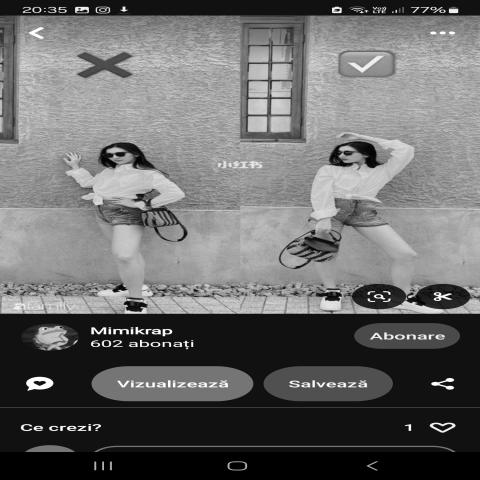 20:35 77%
小红书
Mimikrap
602 abonați
Abonare
Vizualizează Salvează
Ce crezi? 1